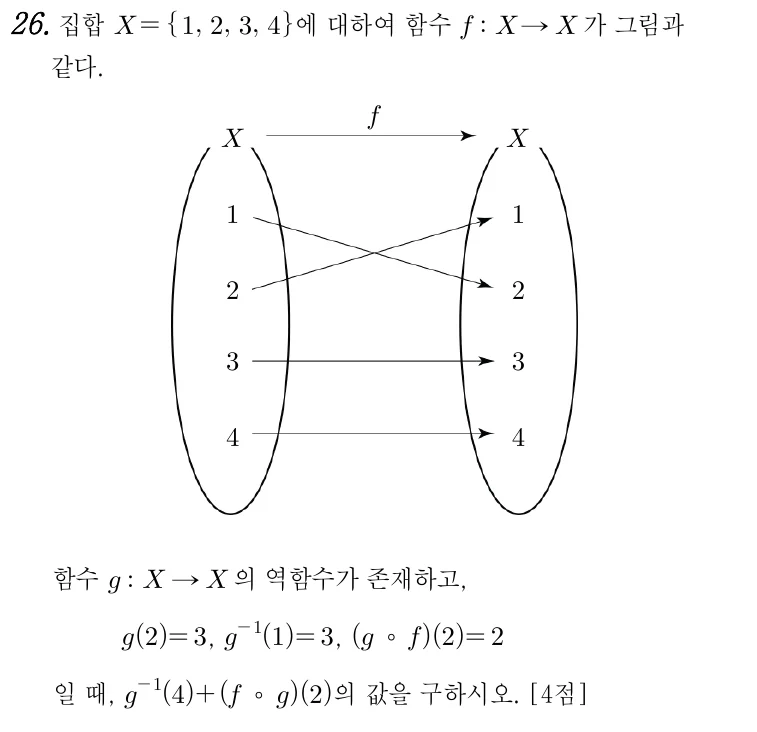 26. 집합 X={1, 2, 3, 4}에 대하여 함수 f : X→X가 그림과
같다.
f
X X
1 1
2 2
3 3
4 4
함수 g : X→X의 역함수가 존재하고,
g(2)=3, g⁻¹(1)=3, (g∘f)(2)=2
일 때, g⁻¹(4)+(f∘g)(2)의 값을 구하시오. [4점]